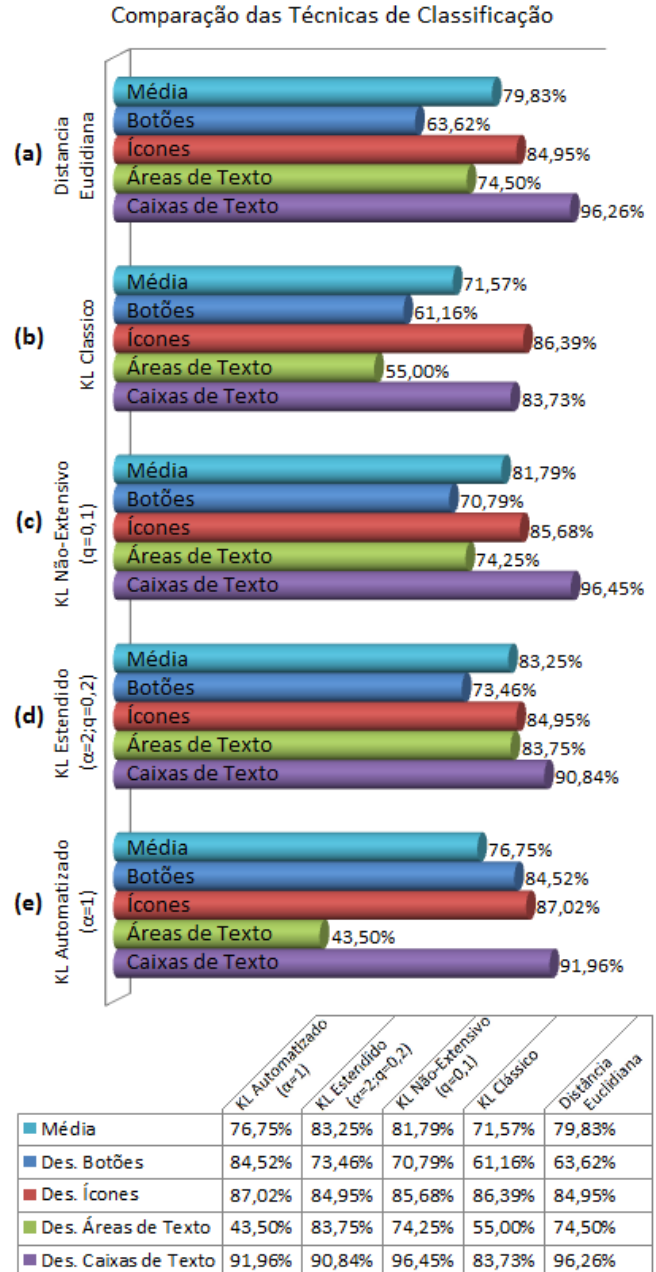 Comparação das Técnicas de Classificação
(a)
Distancia
Euclidiana
Média
79,83%
Botões
63,62%
Ícones
84,95%
Áreas de Texto
74,50%
Caixas de Texto
96,26%
(b)
KL Classico
Média
71,57%
Botões
61,16%
Ícones
86,39%
Áreas de Texto
55,00%
Caixas de Texto
83,73%
(c)
KL Não-Extensivo
(q=0,1)
Média
81,79%
Botões
70,79%
Ícones
85,68%
Áreas de Texto
74,25%
Caixas de Texto
96,45%
(d)
KL Estendido
(α=2;q=0,2)
Média
83,25%
Botões
73,46%
Ícones
84,95%
Áreas de Texto
83,75%
Caixas de Texto
90,84%
(e)
KL Automatizado
(α=1)
Média
76,75%
Botões
84,52%
Ícones
87,02%
Áreas de Texto
43,50%
Caixas de Texto
91,96%
KL Automatizado
(α=1)
KL Estendido
(α=2;q=0,2)
KL Não-Extensivo
(q=0,1)
KL Clássico
Distância
Euclidiana
Média 76,75% 83,25% 81,79% 71,57% 79,83%
Des. Botões 84,52% 73,46% 70,79% 61,16% 63,62%
Des. Ícones 87,02% 84,95% 85,68% 86,39% 84,95%
Des. Áreas de Texto 43,50% 83,75% 74,25% 55,00% 74,50%
Des. Caixas de Texto 91,96% 90,84% 96,45% 83,73% 96,26%